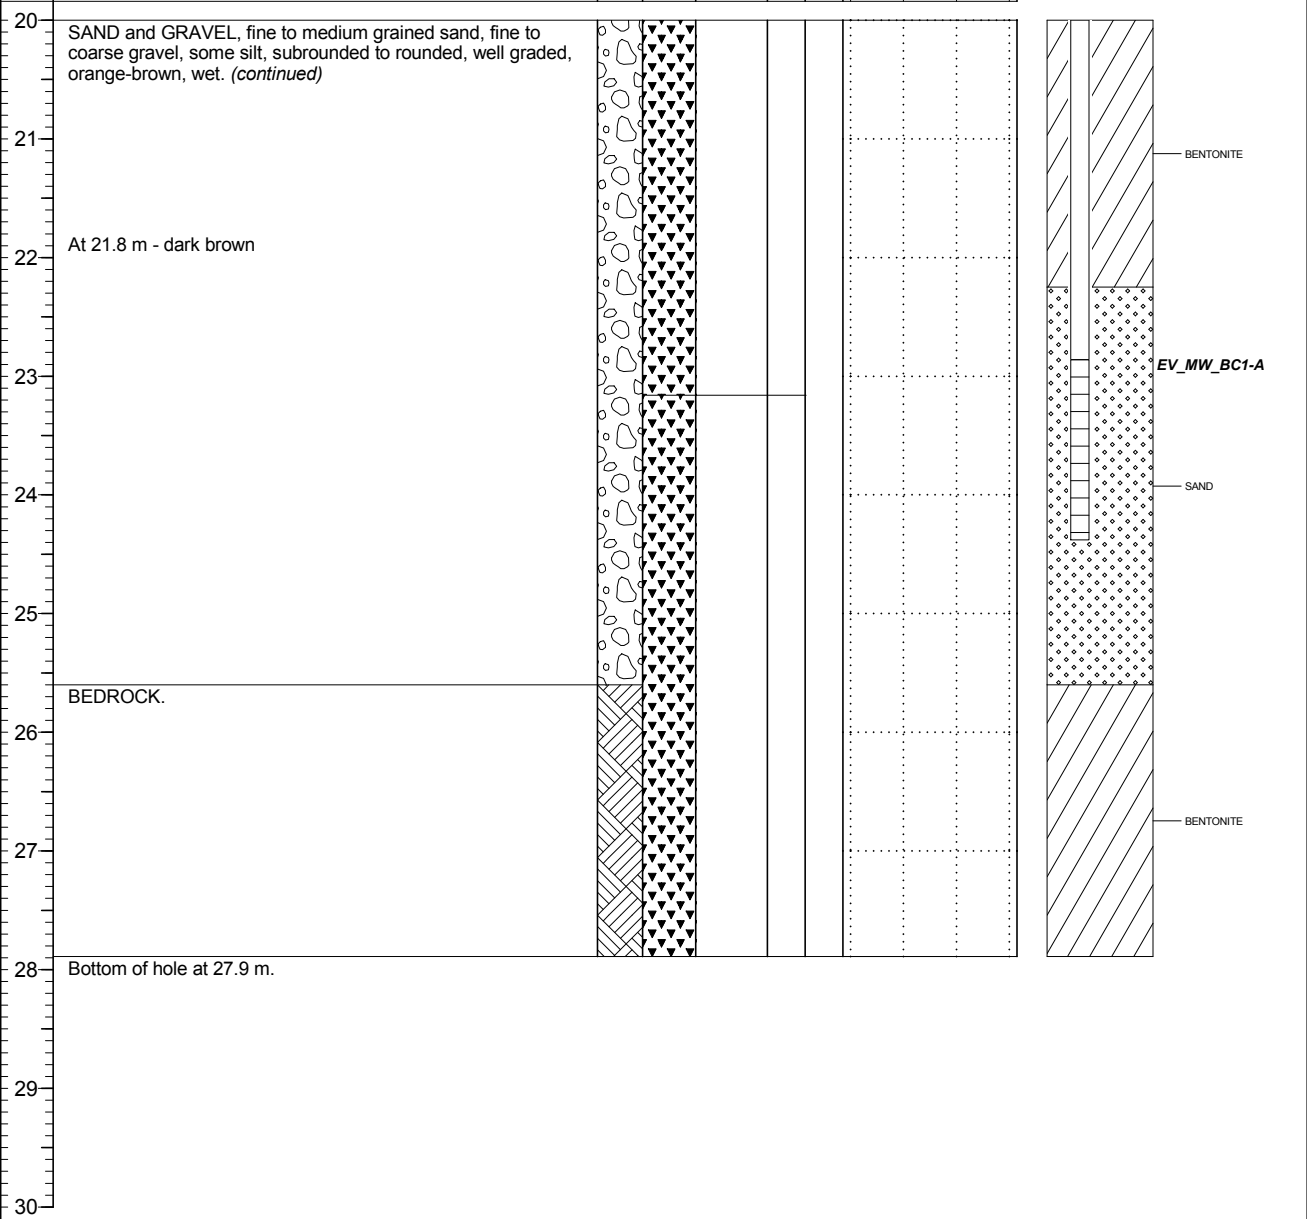 20
SAND and GRAVEL, fine to medium grained sand, fine to
coarse gravel, some silt, subrounded to rounded, well graded,
orange-brown, wet. (continued)
21
BENTONITE
At 21.8 m - dark brown
22
EV_MW_BC1-A
23
SAND
24
25
BEDROCK.
26
BENTONITE
27
28
Bottom of hole at 27.9 m.
29
30